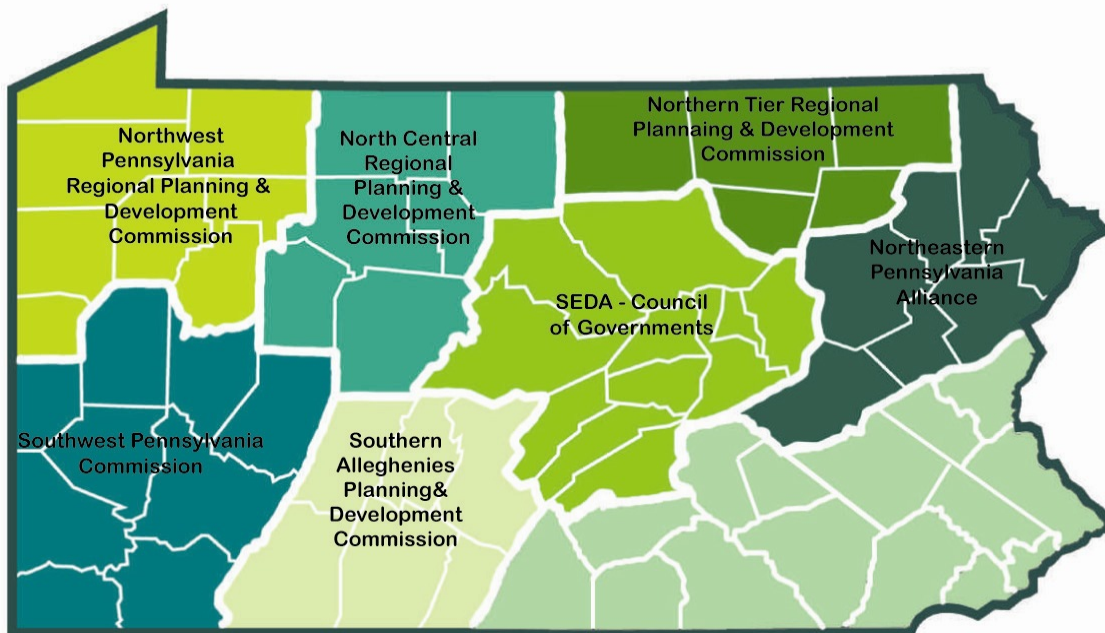 Northwest
Pennsylvania
Regional Planning &
Development
Commission
North Central
Regional
Planning &
Development
Commission
Northern Tier Regional
Plannaing & Development
Commission
Northeastern
Pennsylvania
Alliance
SEDA - Council
of Governments
Southwest Pennsylvania
Commission
Southern
Alleghenies
Planning&
Development
Commission